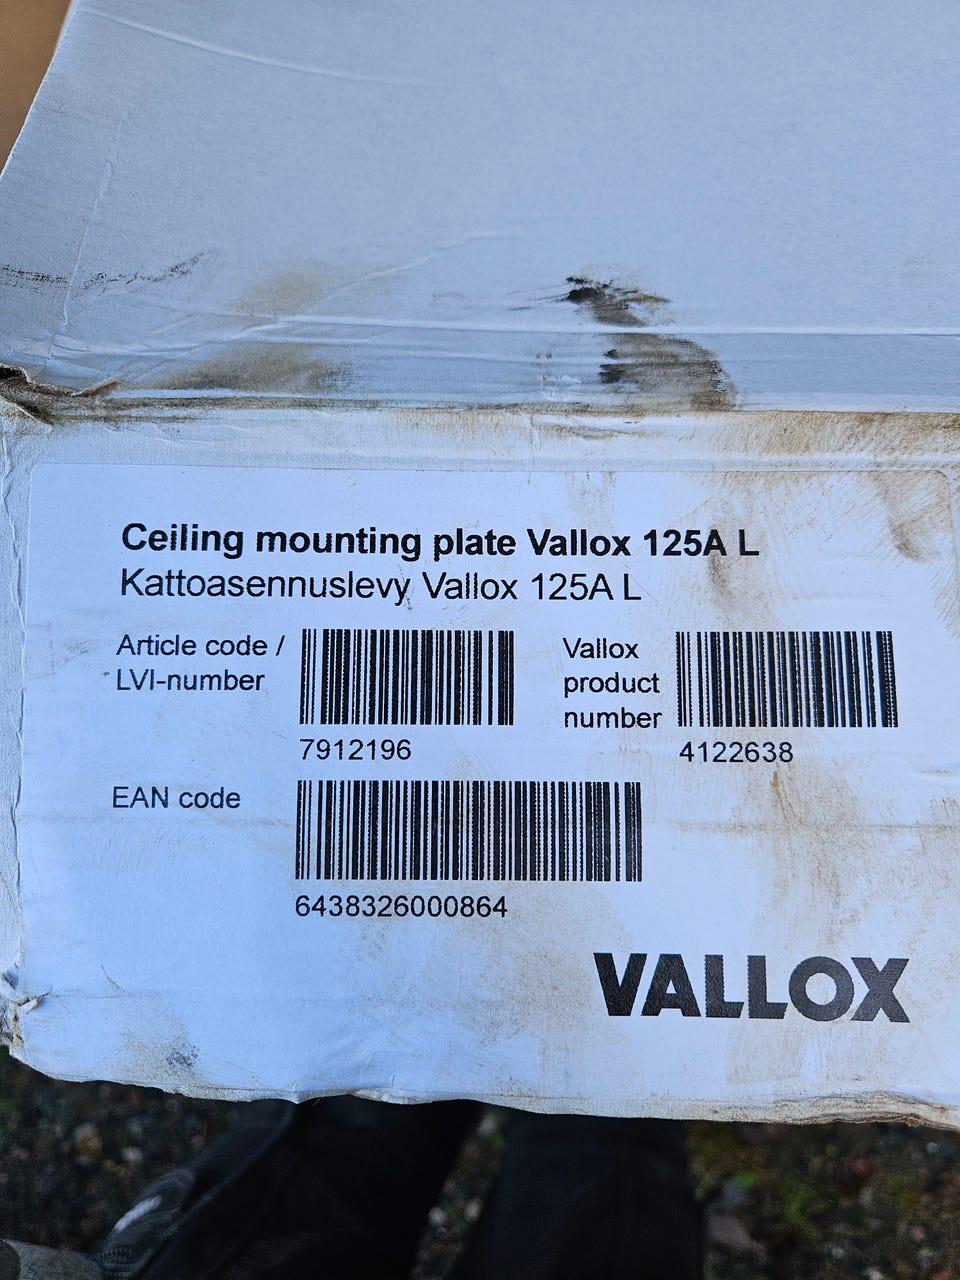 Ceiling mounting plate Vallox 125A L
Kattoasennuslevy Vallox 125A L
Article code /
LVI-number
7912196
Vallox
product
number
4122638
EAN code
6438326000864
VALLOX